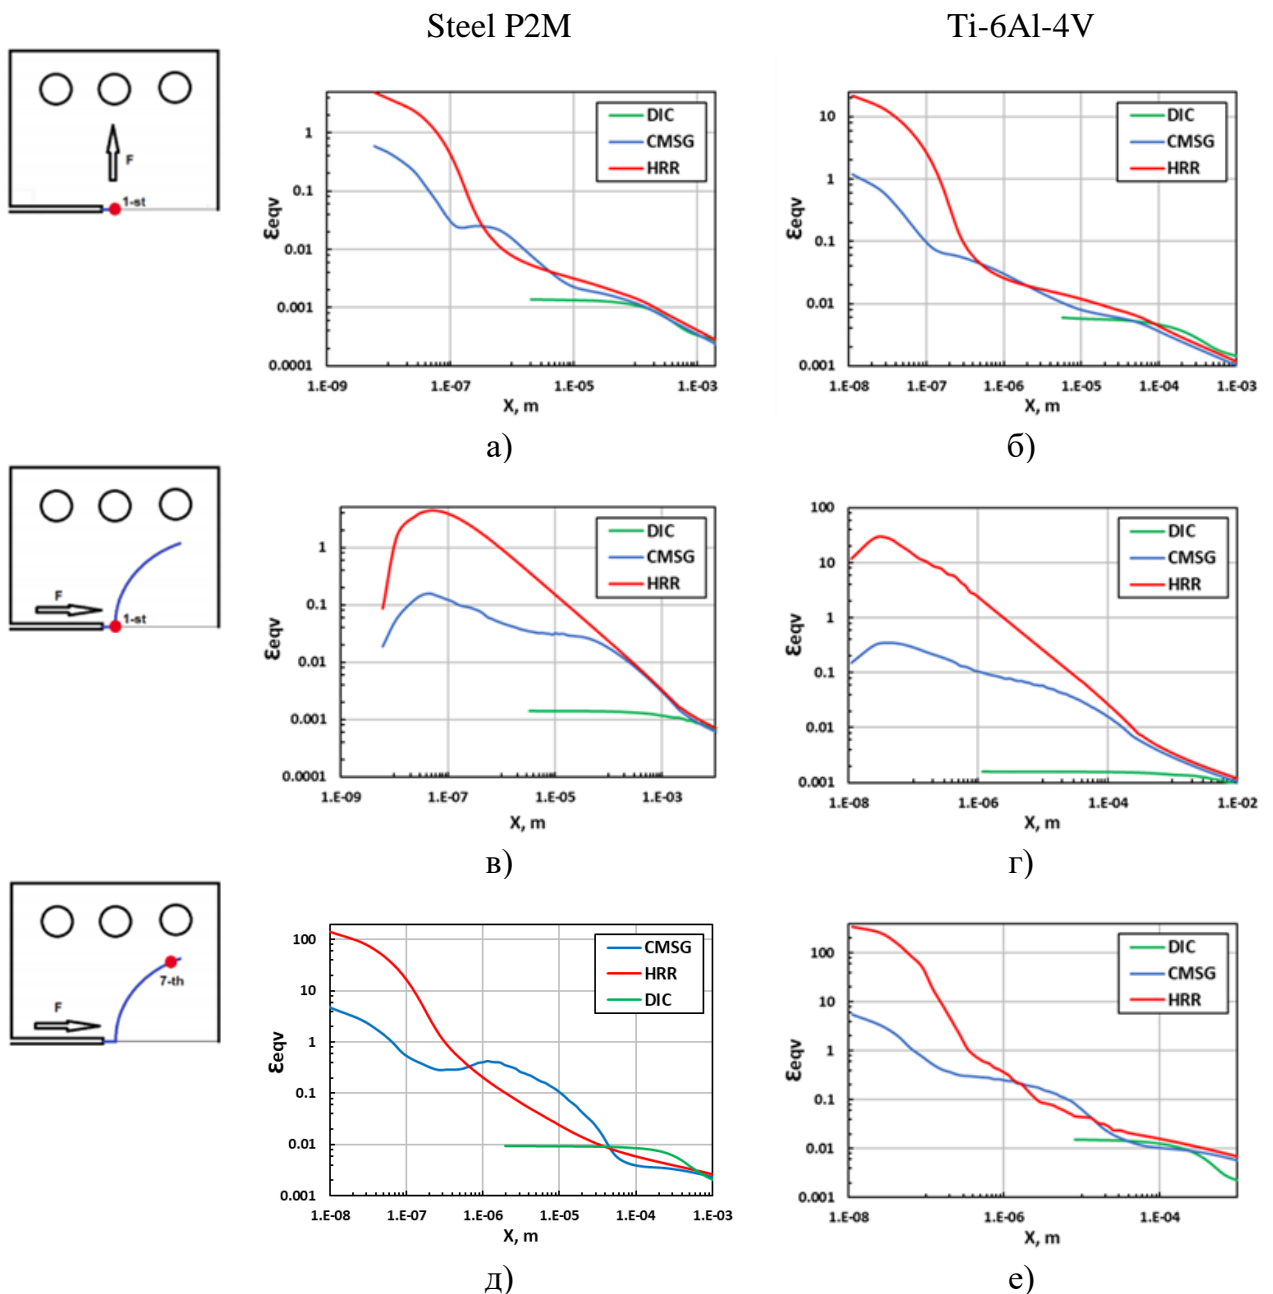 Steel P2M
Ti-6Al-4V
F
1-st
εeqv
1
0.1
0.01
0.001
0.0001
DIC
CMSG
HRR
1.E-09
1.E-07
1.E-05
1.E-03
X, m
а)
εeqv
10
1
0.1
0.01
0.001
DIC
CMSG
HRR
1.E-08
1.E-07
1.E-06
1.E-05
1.E-04
1.E-03
X, m
б)
F
1-st
εeqv
1
0.1
0.01
0.001
0.0001
DIC
CMSG
HRR
1.E-09
1.E-07
1.E-05
1.E-03
X, m
в)
εeqv
100
10
1
0.1
0.01
0.001
DIC
CMSG
HRR
1.E-08
1.E-06
1.E-04
1.E-02
X, m
г)
7-th
F
εeqv
100
10
1
0.1
0.01
0.001
CMSG
HRR
DIC
1.E-08
1.E-07
1.E-06
1.E-05
1.E-04
1.E-03
X, m
д)
εeqv
100
10
1
0.1
0.01
0.001
DIC
CMSG
HRR
1.E-08
1.E-06
1.E-04
X, m
е)